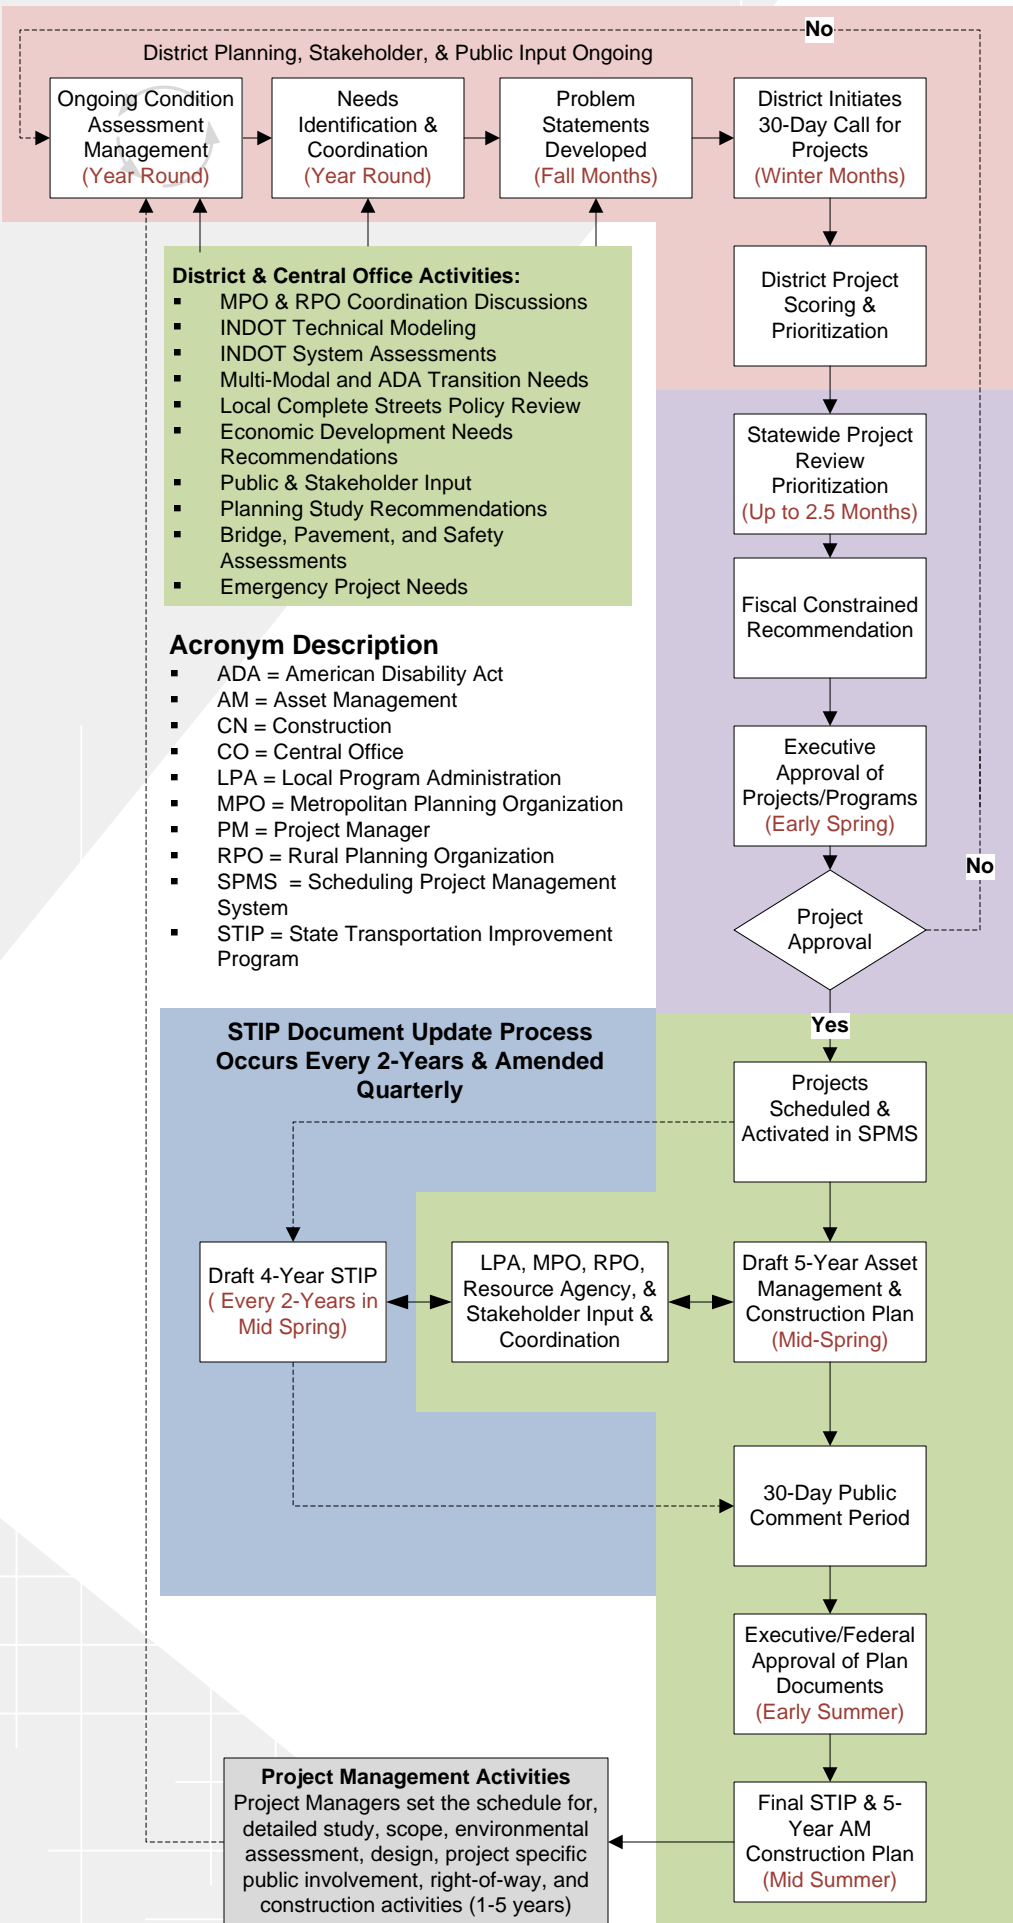 No
District Planning, Stakeholder, & Public Input Ongoing
Ongoing Condition
Assessment
Management
(Year Round)
Needs
Identification &
Coordination
(Year Round)
Problem
Statements
Developed
(Fall Months)
District Initiates
30-Day Call for
Projects
(Winter Months)
District & Central Office Activities:
▪ MPO & RPO Coordination Discussions
▪ INDOT Technical Modeling
▪ INDOT System Assessments
▪ Multi-Modal and ADA Transition Needs
▪ Local Complete Streets Policy Review
▪ Economic Development Needs
Recommendations
▪ Public & Stakeholder Input
▪ Planning Study Recommendations
▪ Bridge, Pavement, and Safety
Assessments
▪ Emergency Project Needs
District Project
Scoring &
Prioritization
Statewide Project
Review
Prioritization
(Up to 2.5 Months)
Fiscal Constrained
Recommendation
Executive
Approval of
Projects/Programs
(Early Spring)
No
Project
Approval
Yes
Acronym Description
▪ ADA = American Disability Act
▪ AM = Asset Management
▪ CN = Construction
▪ CO = Central Office
▪ LPA = Local Program Administration
▪ MPO = Metropolitan Planning Organization
▪ PM = Project Manager
▪ RPO = Rural Planning Organization
▪ SPMS = Scheduling Project Management
System
▪ STIP = State Transportation Improvement
Program
STIP Document Update Process
Occurs Every 2-Years & Amended
Quarterly
Projects
Scheduled &
Activated in SPMS
Draft 4-Year STIP
( Every 2-Years in
Mid Spring)
LPA, MPO, RPO,
Resource Agency, &
Stakeholder Input &
Coordination
Draft 5-Year Asset
Management &
Construction Plan
(Mid-Spring)
30-Day Public
Comment Period
Executive/Federal
Approval of Plan
Documents
(Early Summer)
Project Management Activities
Project Managers set the schedule for,
detailed study, scope, environmental
assessment, design, project specific
public involvement, right-of-way, and
construction activities (1-5 years)
Final STIP & 5-
Year AM
Construction Plan
(Mid Summer)